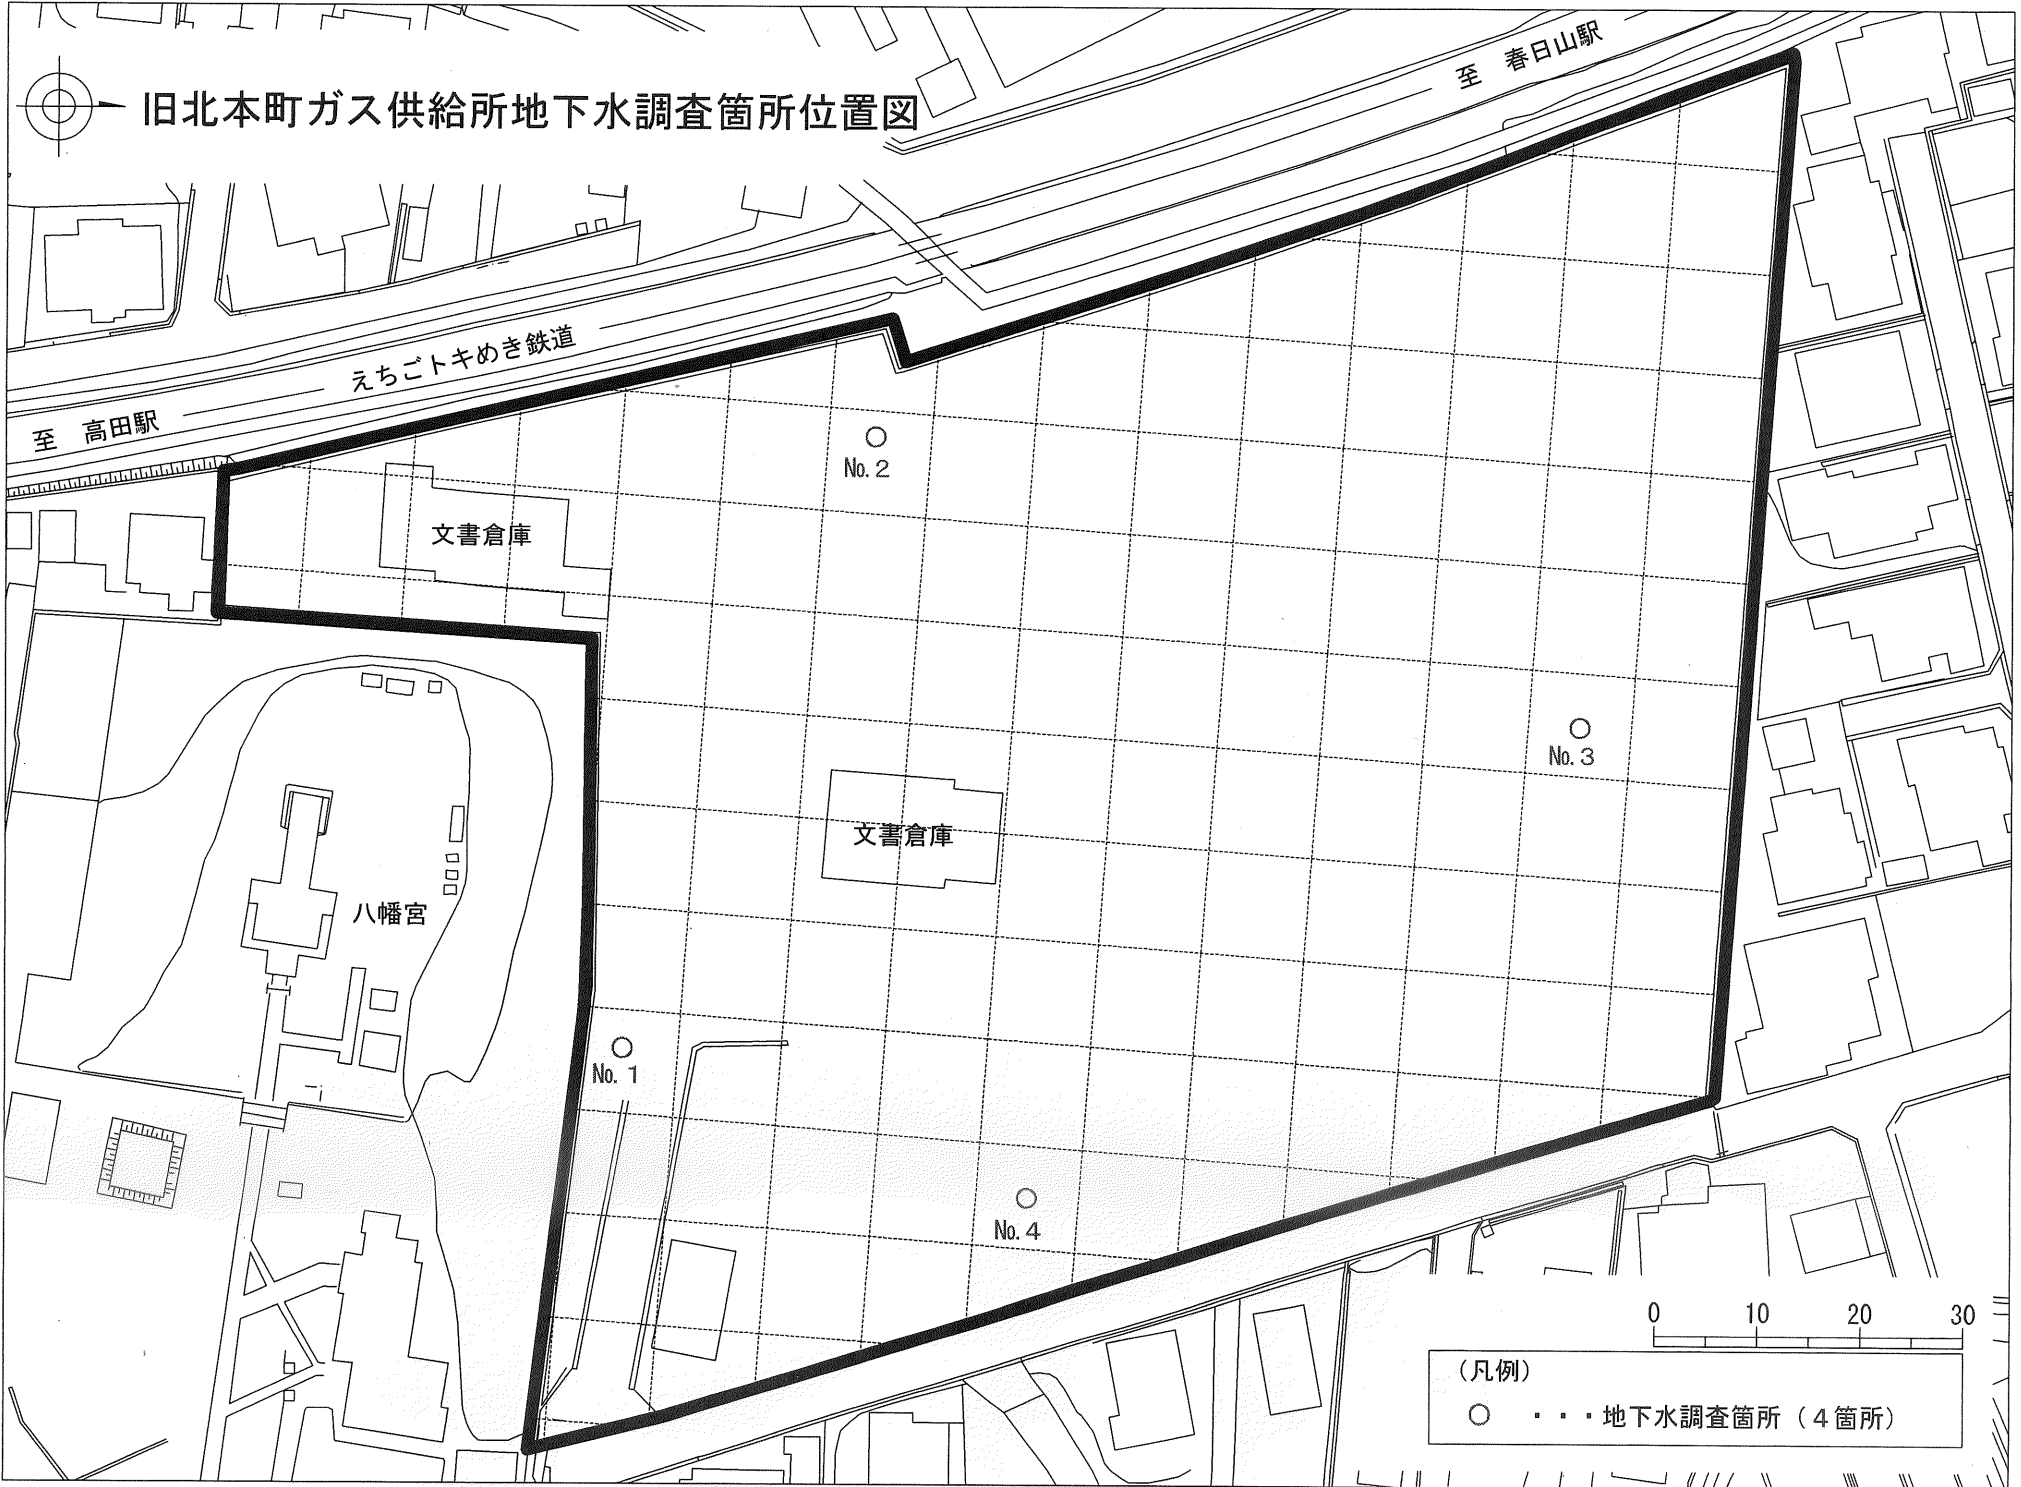 旧北本町ガス供給所地下水調査箇所位置図
至　春日山駅
えちごトキめき鉄道
至　高田駅
No. 2
文書倉庫
No. 3
文書倉庫
八幡宮
No. 1
No. 4
0 10 20 30
(凡例)
○ ・・・地下水調査箇所（４箇所）